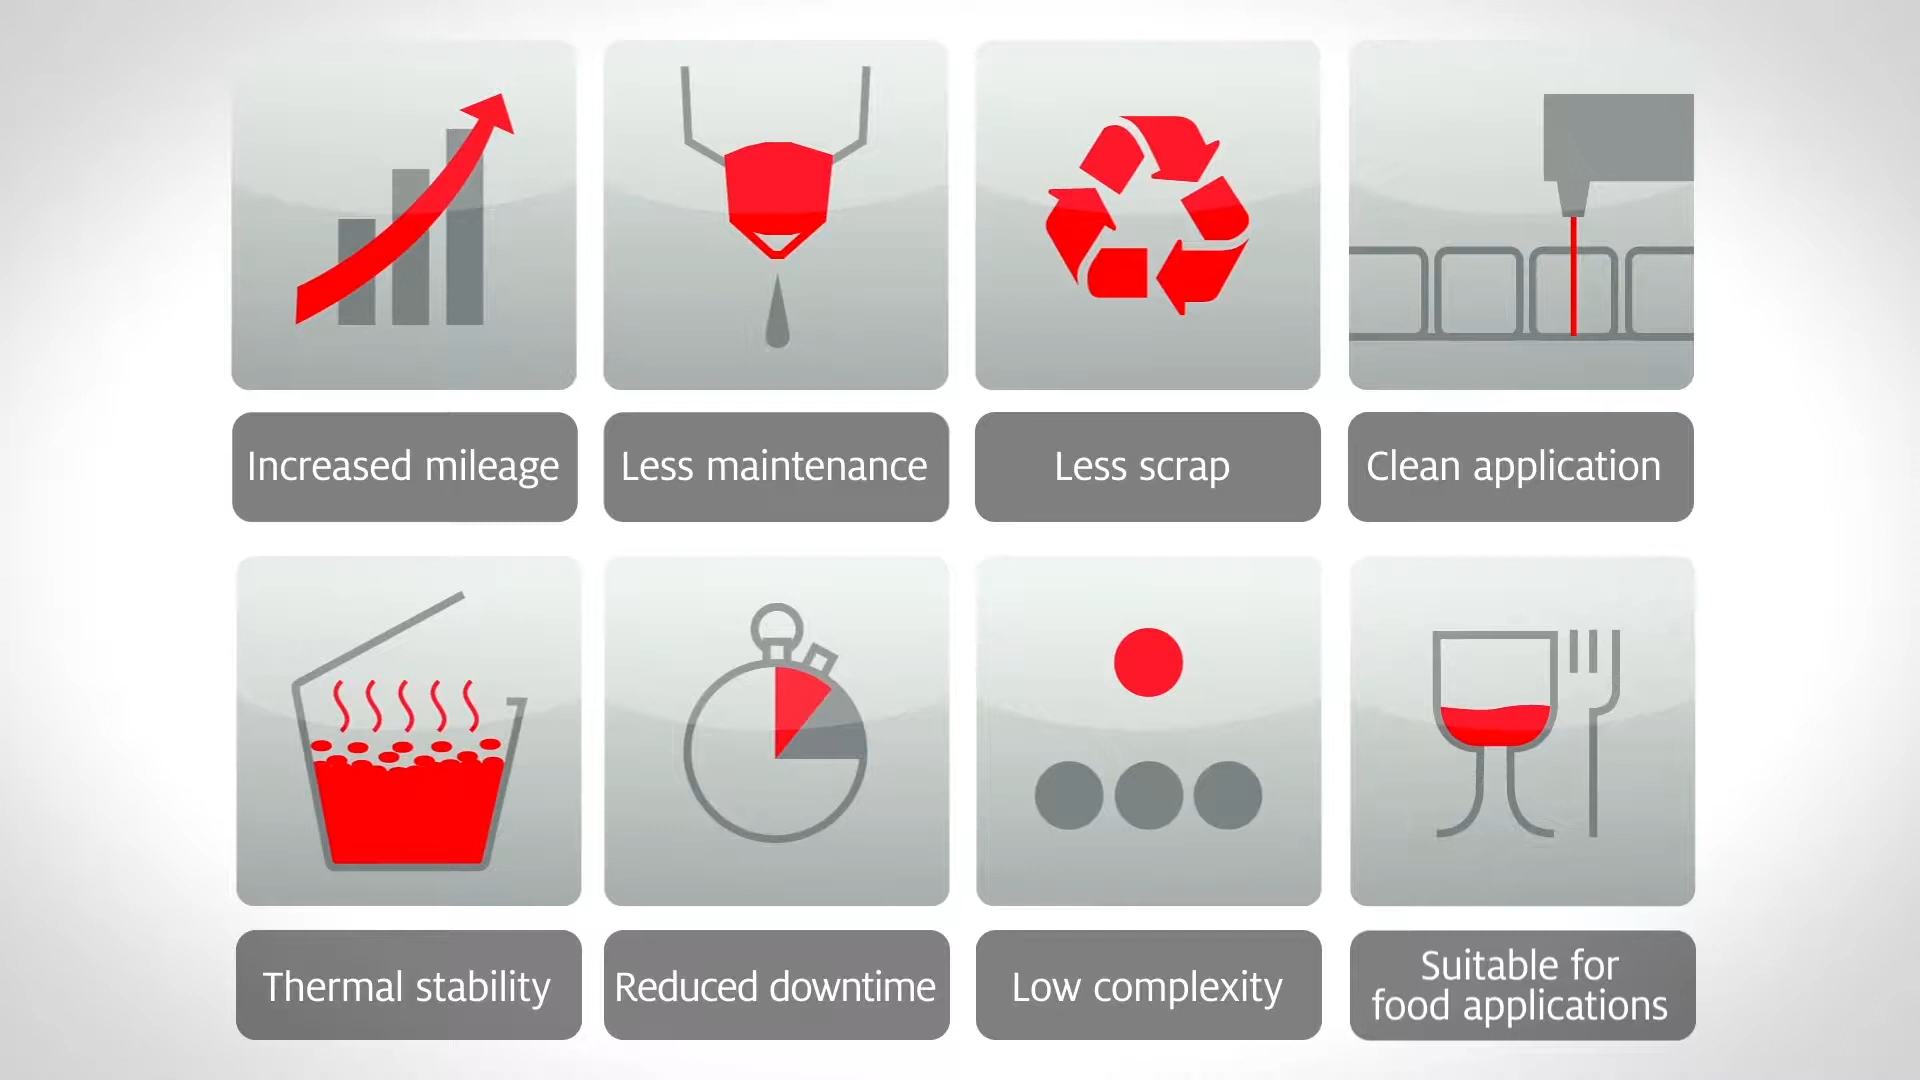 Increased mileage
Less maintenance
Less scrap
Clean application
Thermal stability
Reduced downtime
Low complexity
Suitable for
food applications